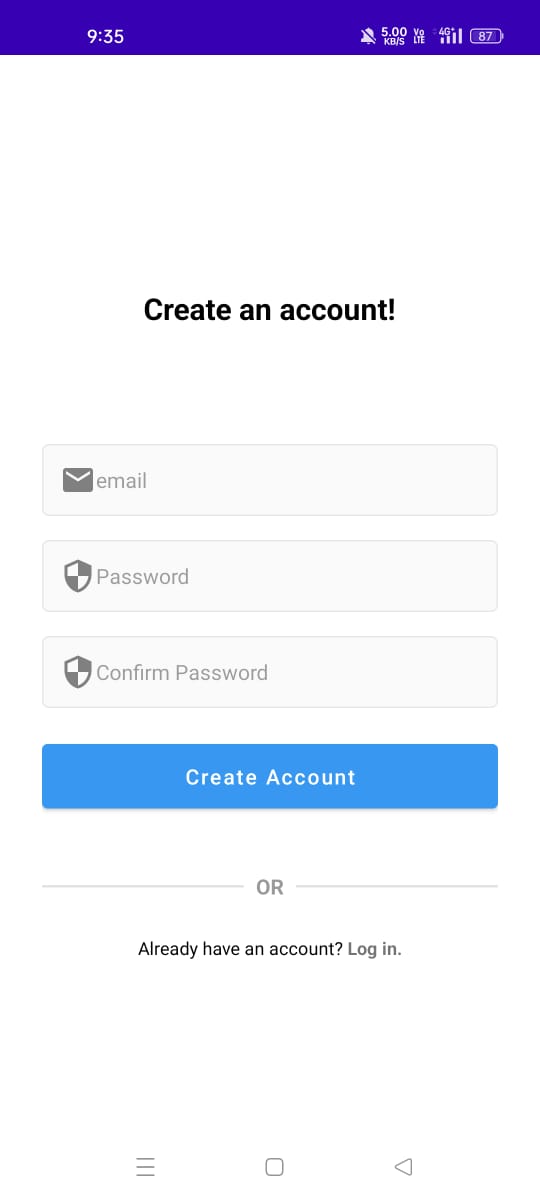 9:35 5.00 KB/S Vo LTE 4G+ 87
Create an account!
email
Password
Confirm Password
Create Account
OR
Already have an account? Log in.